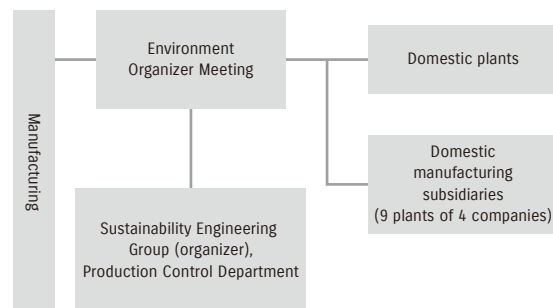 Manufacturing
Environment
Organizer Meeting
Domestic plants
Domestic
manufacturing
subsidiaries
(9 plants of 4 companies)
Sustainability Engineering
Group (organizer),
Production Control Department